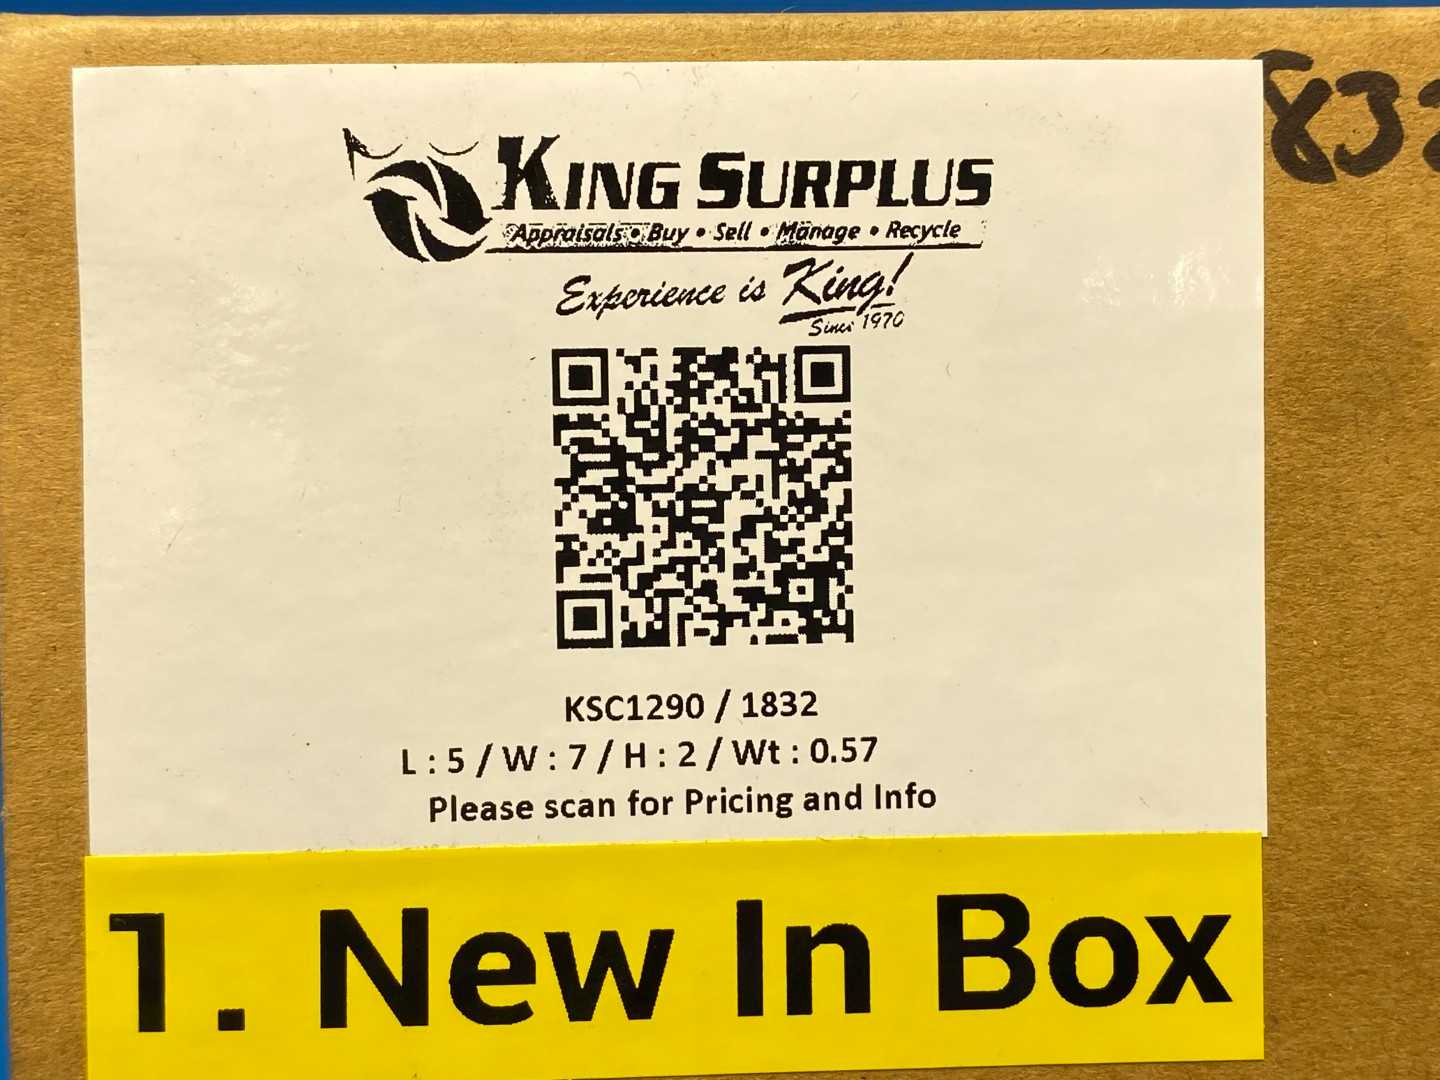 KING SURPLUS
Appraisals • Buy • Sell • Manage • Recycle
Experience is King!
Since 1970
KSC1290 / 1832
L : 5 / W : 7 / H : 2 / Wt : 0.57
Please scan for Pricing and Info
1. New In Box